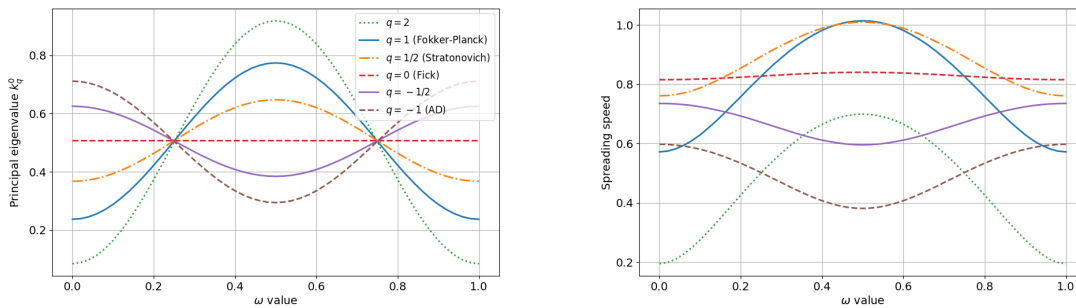 Principal eigenvalue k_q^0
0.8
0.6
0.4
0.2
0.0 0.2 0.4 0.6 0.8 1.0
ω value
q = 2
q = 1 (Fokker-Planck)
q = 1/2 (Stratonovich)
q = 0 (Fick)
q = −1/2
q = −1 (AD)
Spreading speed
1.0
0.8
0.6
0.4
0.2
0.0 0.2 0.4 0.6 0.8 1.0
ω value